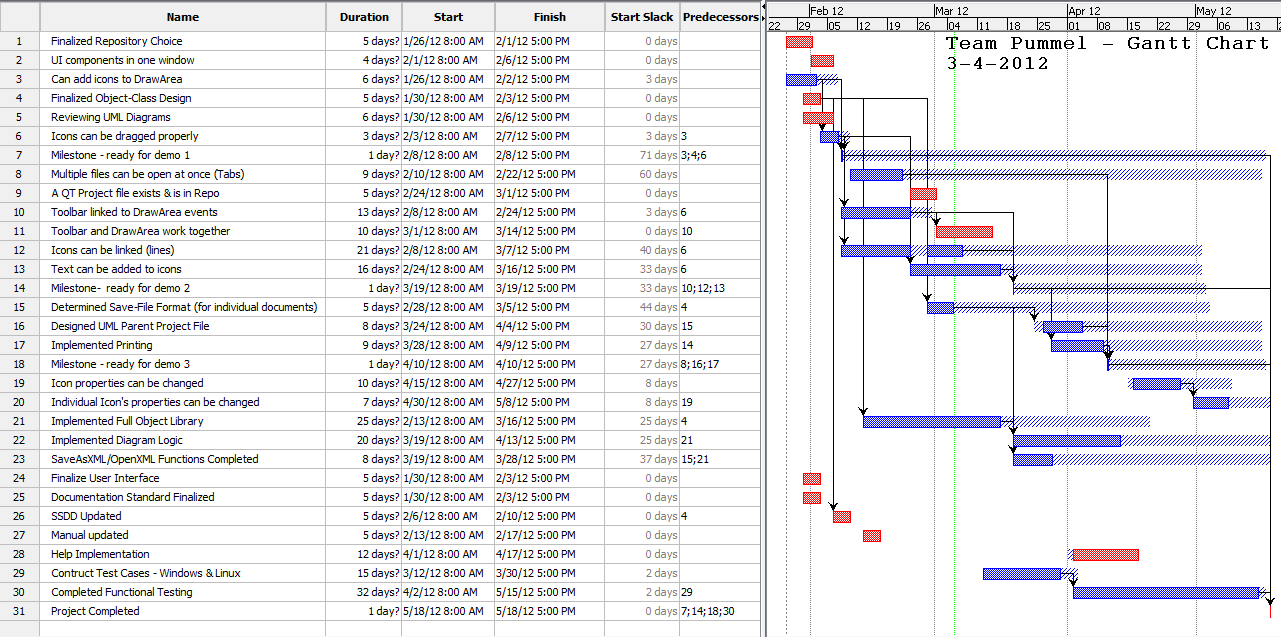 Name Duration Start Finish Start Slack Predecessors Feb 12 Mar 12 Apr 12 May 12
22 29 05 12 19 26 04 11 18 25 01 08 15 22 29 06 13
Team Pummel - Gantt Chart
3-4-2012
1 Finalized Repository Choice 5 days? 1/26/12 8:00 AM 2/1/12 5:00 PM 0 days
2 UI components in one window 4 days? 2/1/12 8:00 AM 2/6/12 5:00 PM 0 days
3 Can add icons to DrawArea 6 days? 1/26/12 8:00 AM 2/2/12 5:00 PM 3 days
4 Finalized Object-Class Design 5 days? 1/30/12 8:00 AM 2/3/12 5:00 PM 0 days
5 Reviewing UML Diagrams 6 days? 1/30/12 8:00 AM 2/6/12 5:00 PM 0 days
6 Icons can be dragged properly 3 days? 2/3/12 8:00 AM 2/7/12 5:00 PM 3 days 3
7 Milestone - ready for demo 1 1 day? 2/8/12 8:00 AM 2/8/12 5:00 PM 71 days 3;4;6
8 Multiple files can be open at once (Tabs) 9 days? 2/10/12 8:00 AM 2/22/12 5:00 PM 60 days
9 A QT Project file exists & is in Repo 5 days? 2/24/12 8:00 AM 3/1/12 5:00 PM 0 days
10 Toolbar linked to DrawArea events 13 days? 2/8/12 8:00 AM 2/24/12 5:00 PM 3 days 6
11 Toolbar and DrawArea work together 10 days? 3/1/12 8:00 AM 3/14/12 5:00 PM 0 days 10
12 Icons can be linked (lines) 21 days? 2/8/12 8:00 AM 3/7/12 5:00 PM 40 days 6
13 Text can be added to icons 16 days? 2/24/12 8:00 AM 3/16/12 5:00 PM 33 days 6
14 Milestone- ready for demo 2 1 day? 3/19/12 8:00 AM 3/19/12 5:00 PM 33 days 10;12;13
15 Determined Save-File Format (for individual documents) 5 days? 2/28/12 8:00 AM 3/5/12 5:00 PM 44 days 4
16 Designed UML Parent Project File 8 days? 3/24/12 8:00 AM 4/4/12 5:00 PM 30 days 15
17 Implemented Printing 9 days? 3/28/12 8:00 AM 4/9/12 5:00 PM 27 days 14
18 Milestone - ready for demo 3 1 day? 4/10/12 8:00 AM 4/10/12 5:00 PM 27 days 8;16;17
19 Icon properties can be changed 10 days? 4/15/12 8:00 AM 4/27/12 5:00 PM 8 days
20 Individual Icon's properties can be changed 7 days? 4/30/12 8:00 AM 5/8/12 5:00 PM 8 days 19
21 Implemented Full Object Library 25 days? 2/13/12 8:00 AM 3/16/12 5:00 PM 25 days 4
22 Implemented Diagram Logic 20 days? 3/19/12 8:00 AM 4/13/12 5:00 PM 25 days 21
23 SaveAsXML/OpenXML Functions Completed 8 days? 3/19/12 8:00 AM 3/28/12 5:00 PM 37 days 15;21
24 Finalize User Interface 5 days? 1/30/12 8:00 AM 2/3/12 5:00 PM 0 days
25 Documentation Standard Finalized 5 days? 1/30/12 8:00 AM 2/3/12 5:00 PM 0 days
26 SSDD Updated 5 days? 2/6/12 8:00 AM 2/10/12 5:00 PM 0 days 4
27 Manual updated 5 days? 2/13/12 8:00 AM 2/17/12 5:00 PM 0 days
28 Help Implementation 12 days? 4/1/12 8:00 AM 4/17/12 5:00 PM 0 days
29 Contruct Test Cases - Windows & Linux 15 days? 3/12/12 8:00 AM 3/30/12 5:00 PM 2 days
30 Completed Functional Testing 32 days? 4/2/12 8:00 AM 5/15/12 5:00 PM 2 days 29
31 Project Completed 1 day? 5/18/12 8:00 AM 5/18/12 5:00 PM 0 days 7;14;18;30